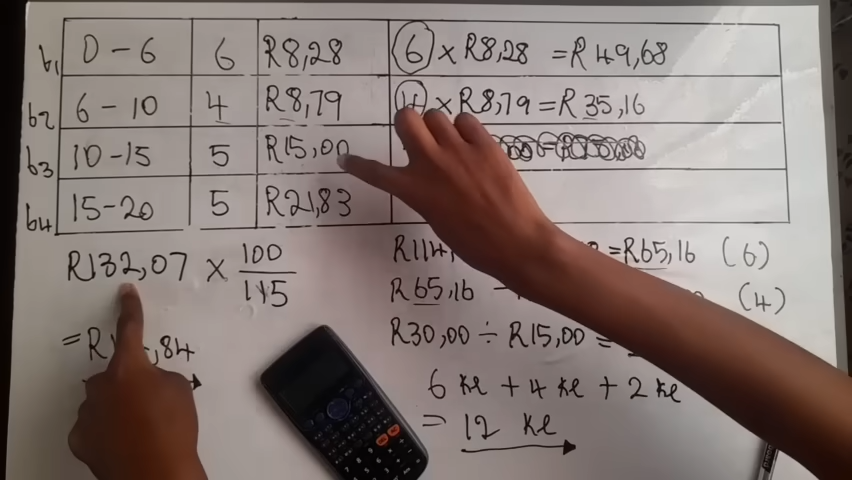 b1 0 – 6 6 R8,28 6 × R8,28 = R49,68
b2 6 – 10 4 R8,79 × R8,79 = R35,16
b3 10 – 15 5 R15,00
b4 15 – 20 5 R21,83
R132,07 × 100/115
= R ,84
R114, = R65,16 (6)
R65,16 – (4)
R30,00 ÷ R15,00 =
6 kl + 4 kl + 2 kl
= 12 kl